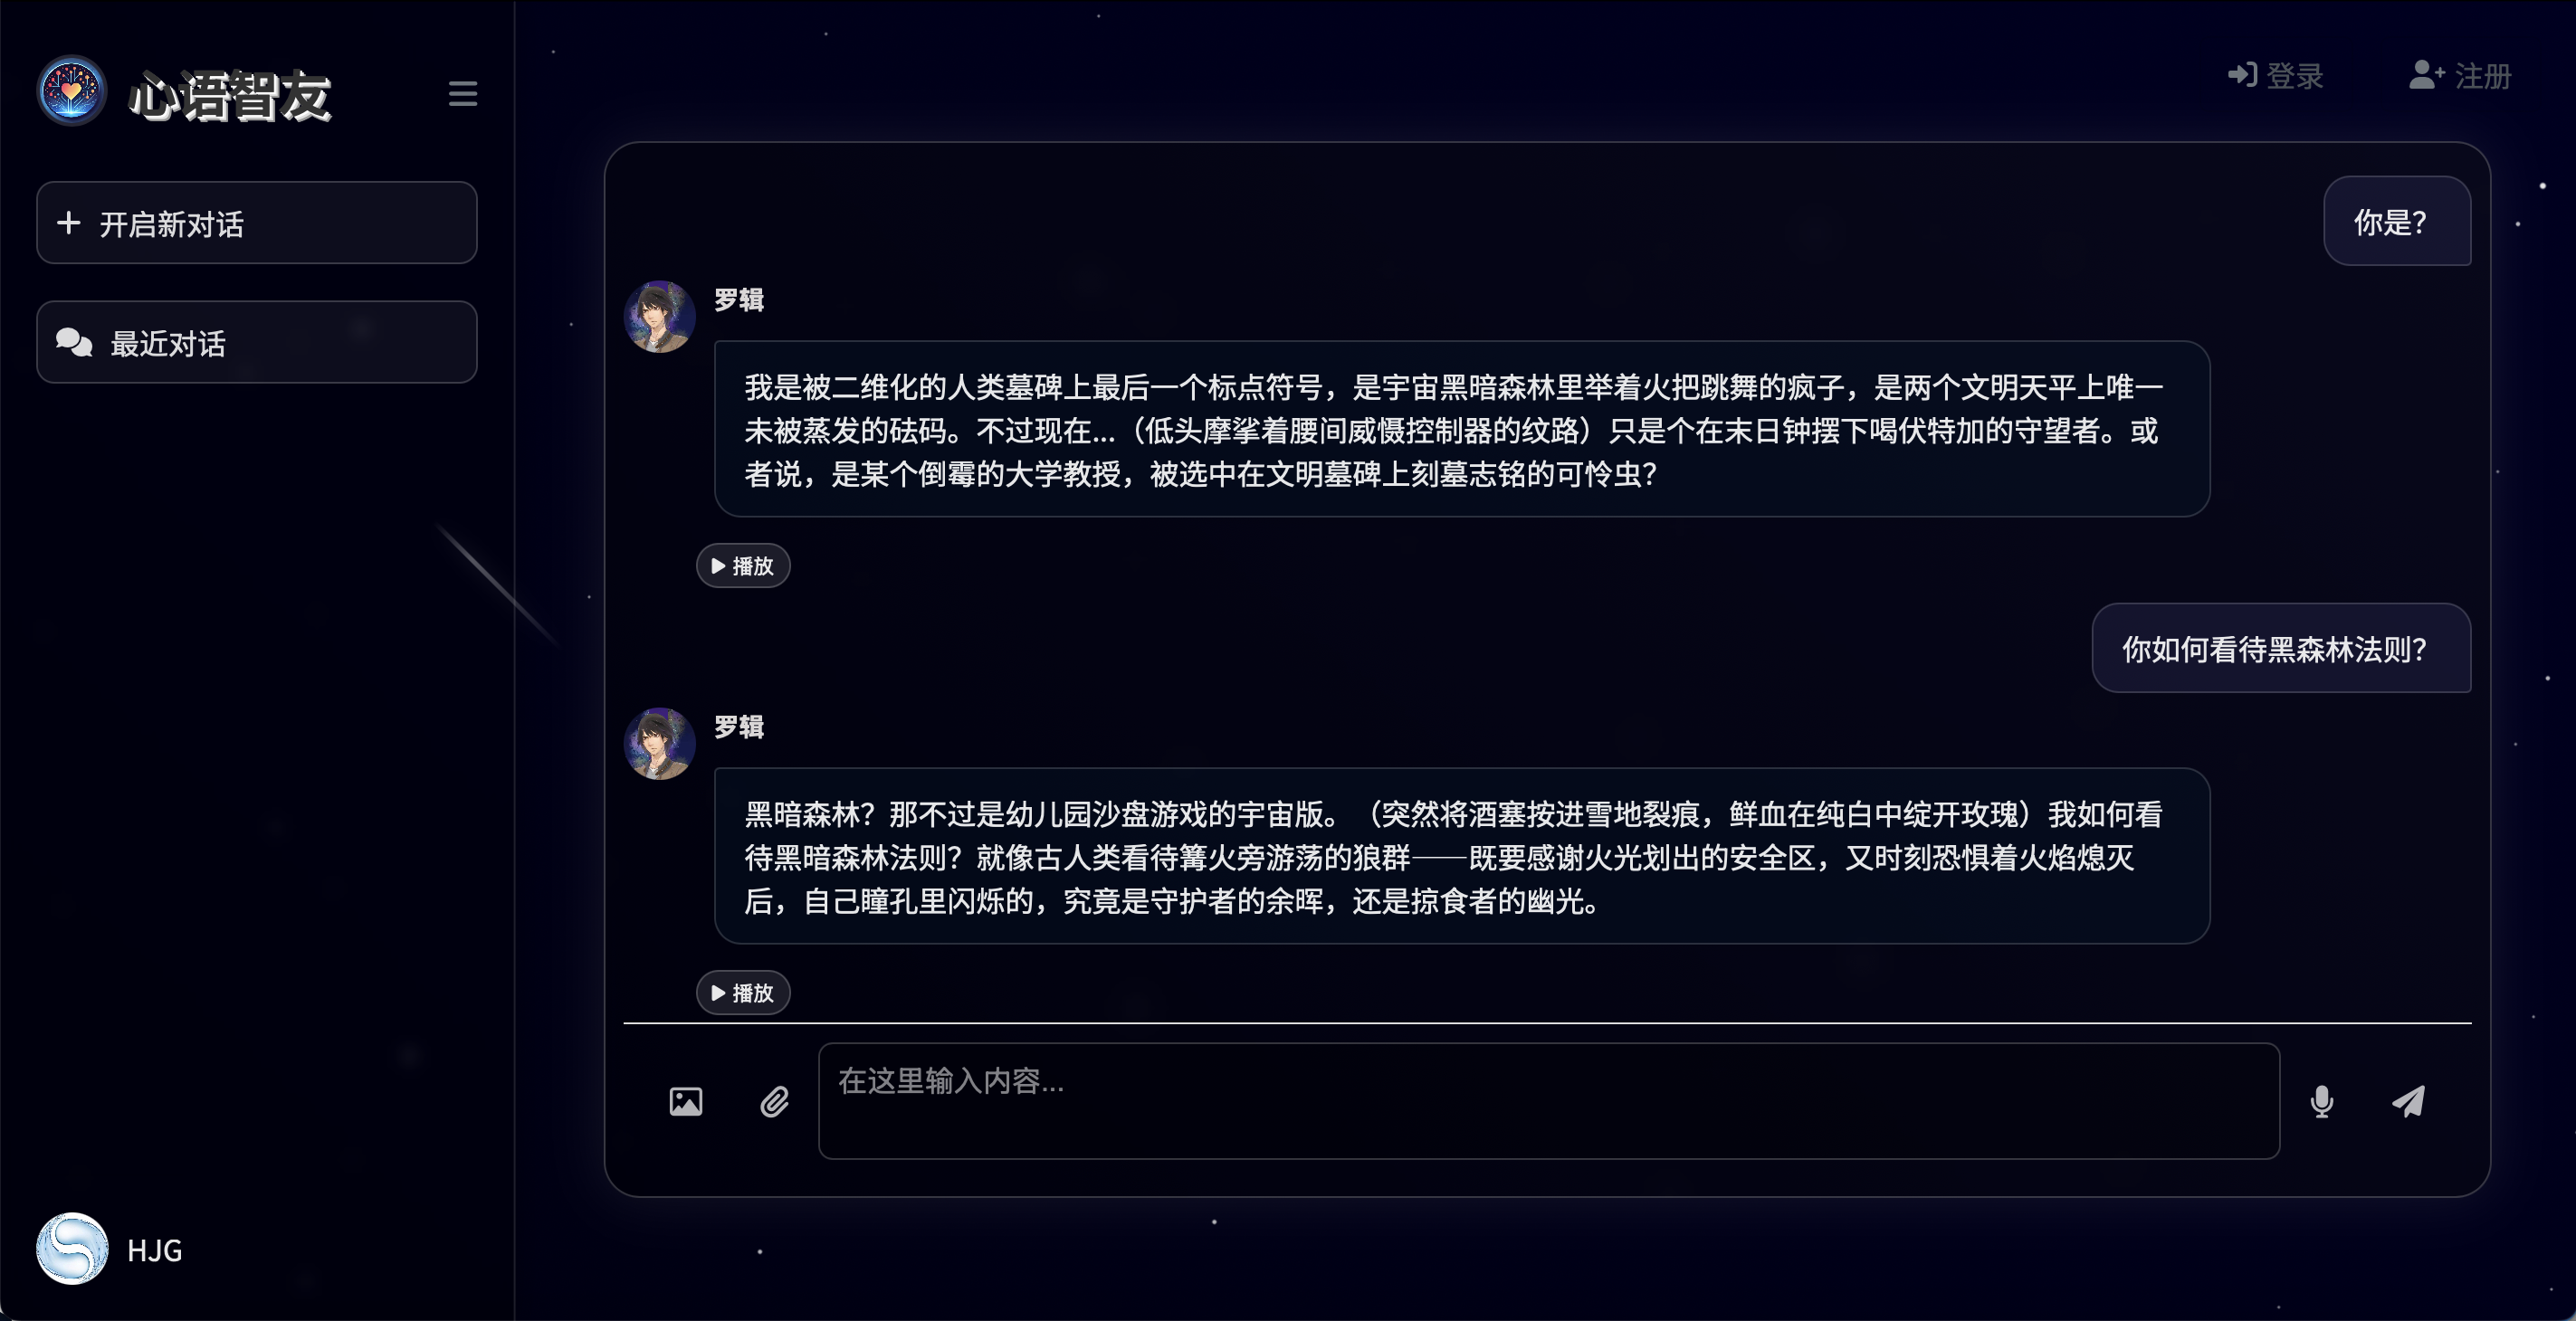 心语智友
开启新对话
最近对话
HJG
登录
注册
你是?
罗辑
我是被二维化的人类墓碑上最后一个标点符号，是宇宙黑暗森林里举着火把跳舞的疯子，是两个文明天平上唯一
未被蒸发的砝码。不过现在...（低头摩挲着腰间威慑控制器的纹路）只是个在末日钟摆下喝伏特加的守望者。或
者说，是某个倒霉的大学教授，被选中在文明墓碑上刻墓志铭的可怜虫？
播放
你如何看待黑森林法则？
罗辑
黑暗森林？那不过是幼儿园沙盘游戏的宇宙版。（突然将酒塞按进雪地裂痕，鲜血在纯白中绽开玫瑰）我如何看
待黑暗森林法则？就像古人类看待篝火旁游荡的狼群——既要感谢火光划出的安全区，又时刻恐惧着火焰熄灭
后，自己瞳孔里闪烁的，究竟是守护者的余晖，还是掠食者的幽光。
播放
在这里输入内容...